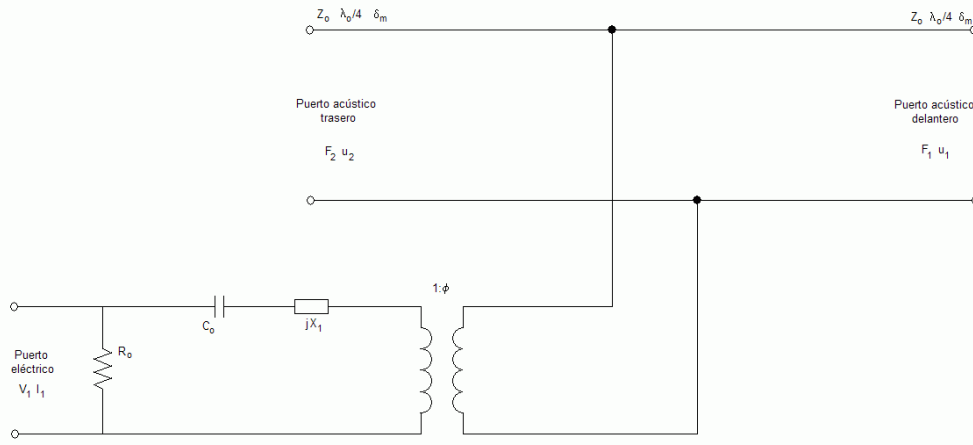 Zₒ λₒ/4 δₘ
Zₒ λₒ/4 δₘ
Puerto acústico
trasero
F₂ u₂
Puerto acústico
delantero
F₁ u₁
1:ϕ
Cₒ
jX₁
Rₒ
Puerto
eléctrico
V₁ I₁